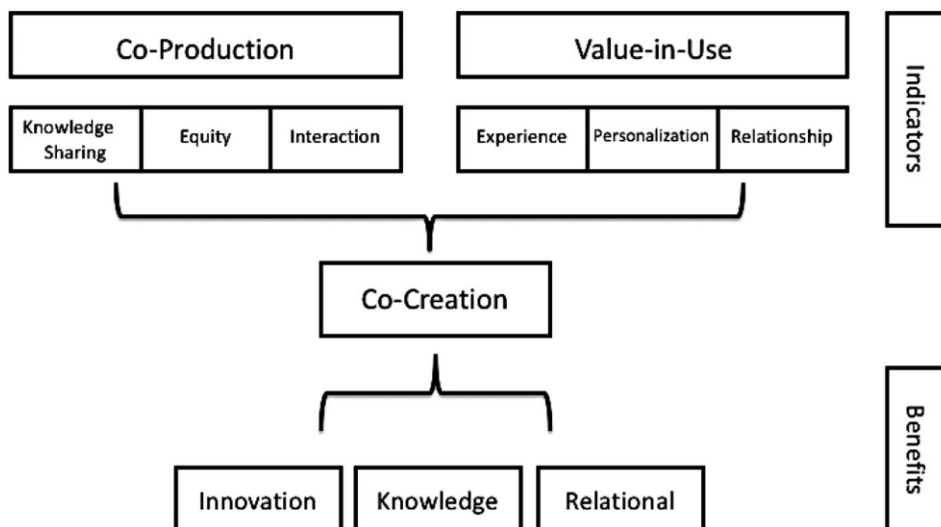 Co-Production
Value-in-Use
Indicators
Knowledge
Sharing
Equity
Interaction
Experience
Personalization
Relationship
Co-Creation
Benefits
Innovation
Knowledge
Relational